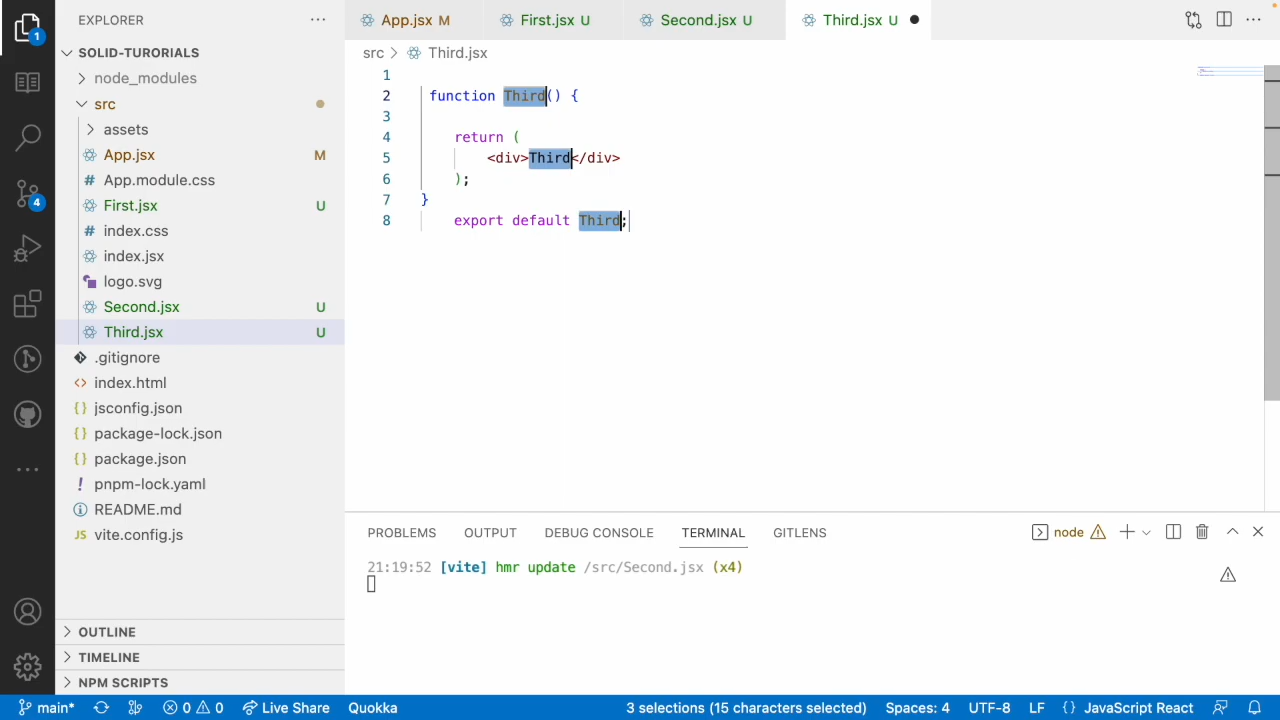 EXPLORER
App.jsx M
First.jsx U
Second.jsx U
Third.jsx U
SOLID-TURORIALS
src > Third.jsx
node_modules
src
assets
App.jsx M
# App.module.css
First.jsx U
# index.css
index.jsx
logo.svg
Second.jsx U
Third.jsx U
.gitignore
<> index.html
{} jsconfig.json
{} package-lock.json
{} package.json
! pnpm-lock.yaml
README.md
JS vite.config.js
1
2 function Third() {
3
4 return (
5 <div>Third</div>
6 );
7 }
8 export default Third;
PROBLEMS OUTPUT DEBUG CONSOLE TERMINAL GITLENS
node
21:19:52 [vite] hmr update /src/Second.jsx (x4)
OUTLINE
TIMELINE
NPM SCRIPTS
1
4
main* 0 0 Live Share Quokka 3 selections (15 characters selected) Spaces: 4 UTF-8 LF {} JavaScript React